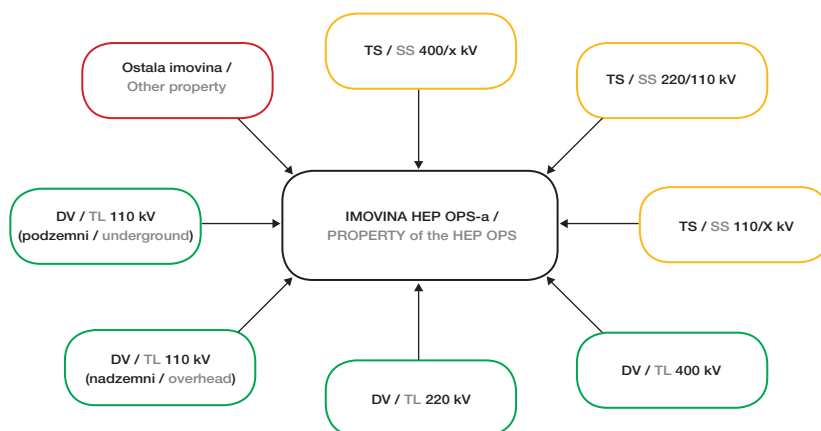 TS / SS 400/x kV
Ostala imovina /
Other property
TS / SS 220/110 kV
DV / TL 110 kV
(podzemni / underground)
IMOVINA HEP OPS-a /
PROPERTY of the HEP OPS
TS / SS 110/X kV
DV / TL 110 kV
(nadzemni / overhead)
DV / TL 220 kV
DV / TL 400 kV